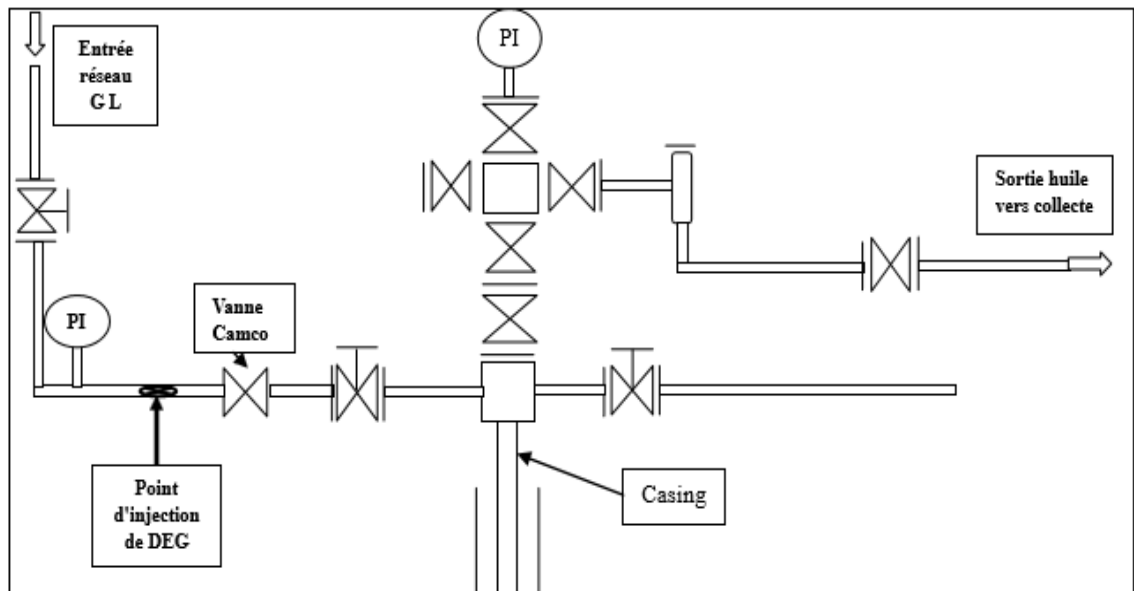 Entrée
réseau
G L
PI
Sortie huile
vers collecte
Vanne
Camco
PI
Point
d'injection
de DEG
Casing